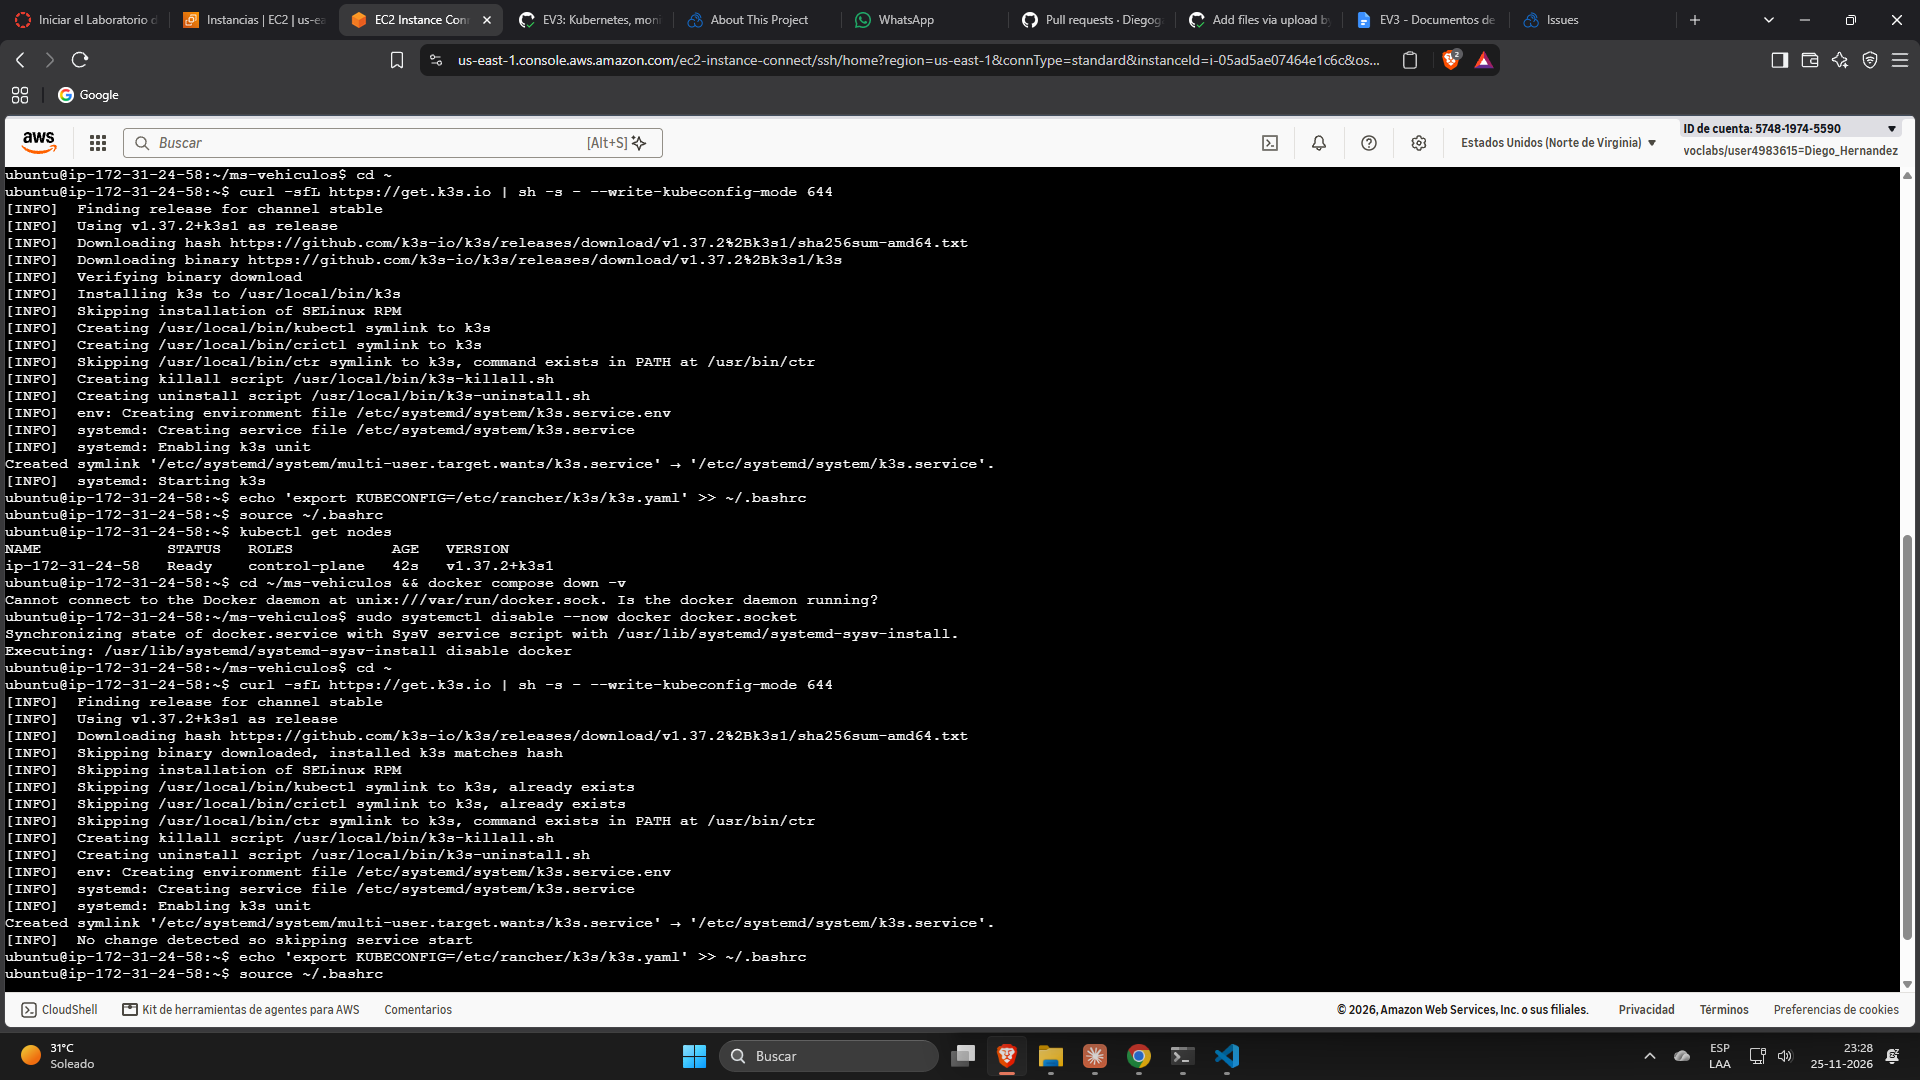 Iniciar el Laboratorio d
Instancias | EC2 | us-ea
EC2 Instance Conn
EV3: Kubernetes, moni
About This Project
WhatsApp
Pull requests · Diegoga
Add files via upload by
EV3 - Documentos de
Issues
us-east-1.console.aws.amazon.com/ec2-instance-connect/ssh/home?region=us-east-1&connType=standard&instanceId=i-05ad5ae07464e1c6c&os...
2
Google
aws
Buscar
[Alt+S]
Estados Unidos (Norte de Virginia)
ID de cuenta: 5748-1974-5590
voclabs/user4983615=Diego_Hernandez
ubuntu@ip-172-31-24-58:~/ms-vehiculos$ cd ~
ubuntu@ip-172-31-24-58:~$ curl -sfL https://get.k3s.io | sh -s - --write-kubeconfig-mode 644
[INFO]  Finding release for channel stable
[INFO]  Using v1.37.2+k3s1 as release
[INFO]  Downloading hash https://github.com/k3s-io/k3s/releases/download/v1.37.2%2Bk3s1/sha256sum-amd64.txt
[INFO]  Downloading binary https://github.com/k3s-io/k3s/releases/download/v1.37.2%2Bk3s1/k3s
[INFO]  Verifying binary download
[INFO]  Installing k3s to /usr/local/bin/k3s
[INFO]  Skipping installation of SELinux RPM
[INFO]  Creating /usr/local/bin/kubectl symlink to k3s
[INFO]  Creating /usr/local/bin/crictl symlink to k3s
[INFO]  Skipping /usr/local/bin/ctr symlink to k3s, command exists in PATH at /usr/bin/ctr
[INFO]  Creating killall script /usr/local/bin/k3s-killall.sh
[INFO]  Creating uninstall script /usr/local/bin/k3s-uninstall.sh
[INFO]  env: Creating environment file /etc/systemd/system/k3s.service.env
[INFO]  systemd: Creating service file /etc/systemd/system/k3s.service
[INFO]  systemd: Enabling k3s unit
Created symlink '/etc/systemd/system/multi-user.target.wants/k3s.service' → '/etc/systemd/system/k3s.service'.
[INFO]  systemd: Starting k3s
ubuntu@ip-172-31-24-58:~$ echo 'export KUBECONFIG=/etc/rancher/k3s/k3s.yaml' >> ~/.bashrc
ubuntu@ip-172-31-24-58:~$ source ~/.bashrc
ubuntu@ip-172-31-24-58:~$ kubectl get nodes
NAME              STATUS   ROLES           AGE   VERSION
ip-172-31-24-58   Ready    control-plane   42s   v1.37.2+k3s1
ubuntu@ip-172-31-24-58:~$ cd ~/ms-vehiculos && docker compose down -v
Cannot connect to the Docker daemon at unix:///var/run/docker.sock. Is the docker daemon running?
ubuntu@ip-172-31-24-58:~/ms-vehiculos$ sudo systemctl disable --now docker docker.socket
Synchronizing state of docker.service with SysV service script with /usr/lib/systemd/systemd-sysv-install.
Executing: /usr/lib/systemd/systemd-sysv-install disable docker
ubuntu@ip-172-31-24-58:~/ms-vehiculos$ cd ~
ubuntu@ip-172-31-24-58:~$ curl -sfL https://get.k3s.io | sh -s - --write-kubeconfig-mode 644
[INFO]  Finding release for channel stable
[INFO]  Using v1.37.2+k3s1 as release
[INFO]  Downloading hash https://github.com/k3s-io/k3s/releases/download/v1.37.2%2Bk3s1/sha256sum-amd64.txt
[INFO]  Skipping binary downloaded, installed k3s matches hash
[INFO]  Skipping installation of SELinux RPM
[INFO]  Skipping /usr/local/bin/kubectl symlink to k3s, already exists
[INFO]  Skipping /usr/local/bin/crictl symlink to k3s, already exists
[INFO]  Skipping /usr/local/bin/ctr symlink to k3s, command exists in PATH at /usr/bin/ctr
[INFO]  Creating killall script /usr/local/bin/k3s-killall.sh
[INFO]  Creating uninstall script /usr/local/bin/k3s-uninstall.sh
[INFO]  env: Creating environment file /etc/systemd/system/k3s.service.env
[INFO]  systemd: Creating service file /etc/systemd/system/k3s.service
[INFO]  systemd: Enabling k3s unit
Created symlink '/etc/systemd/system/multi-user.target.wants/k3s.service' → '/etc/systemd/system/k3s.service'.
[INFO]  No change detected so skipping service start
ubuntu@ip-172-31-24-58:~$ echo 'export KUBECONFIG=/etc/rancher/k3s/k3s.yaml' >> ~/.bashrc
ubuntu@ip-172-31-24-58:~$ source ~/.bashrc
CloudShell
Kit de herramientas de agentes para AWS
Comentarios
© 2026, Amazon Web Services, Inc. o sus filiales.
Privacidad
Términos
Preferencias de cookies
31°C
Soleado
Buscar
ESP
LAA
23:28
25-11-2026